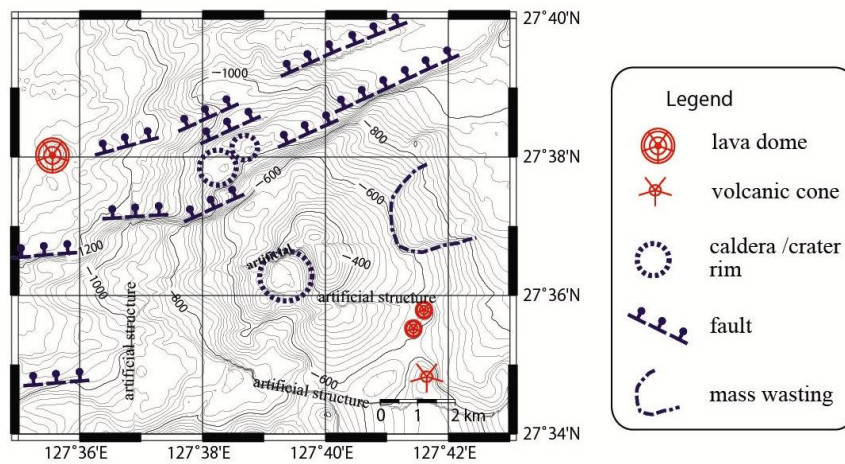 27°40'N
-1000
-800
27°38'N
-600
-600
artificial
-400
1200
-1000
-800
27°36'N
artificial structure
artificial structure
-600
artificial structure
0 1 2 km
27°34'N
127°36'E 127°38'E 127°40'E 127°42'E
Legend
lava dome
volcanic cone
caldera /crater
rim
fault
mass wasting